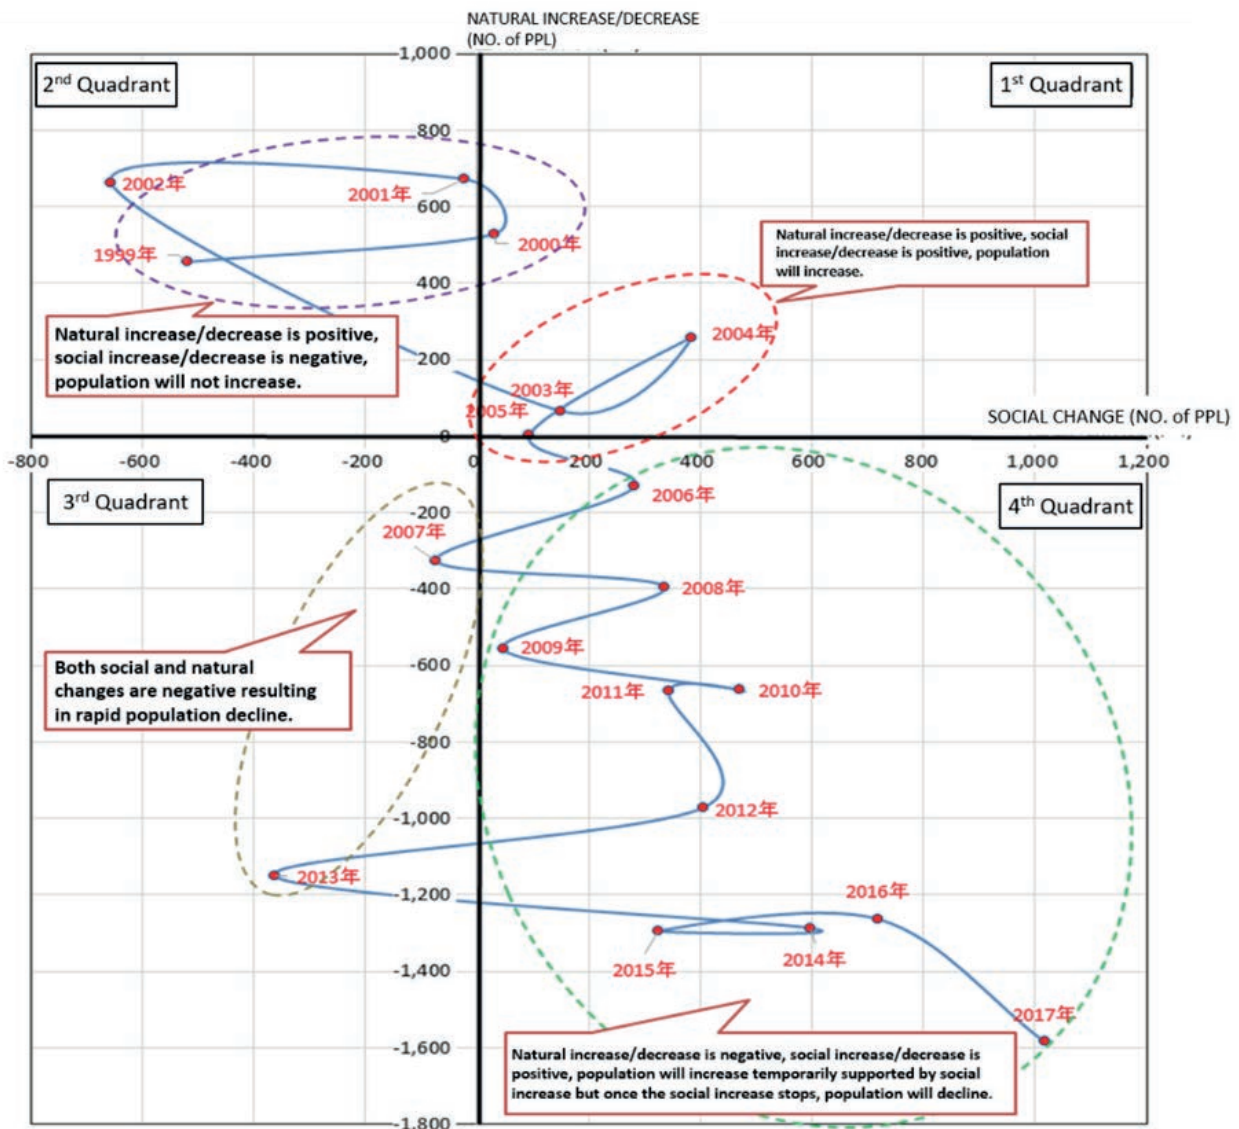 NATURAL INCREASE/DECREASE
(NO. of PPL)
1,000
2nd Quadrant
1st Quadrant
800
2002年
2001年
600
1999年
2000年
Natural increase/decrease is positive, social
increase/decrease is positive, population
will increase.
400
Natural increase/decrease is positive,
social increase/decrease is negative,
population will not increase.
2004年
200
2003年
2005年
SOCIAL CHANGE (NO. of PPL)
0
-800
-600
-400
-200
0
200
400
600
800
1,000
1,200
3rd Quadrant
4th Quadrant
2006年
-200
2007年
-400
2008年
2009年
Both social and natural
changes are negative resulting
in rapid population decline.
-600
2011年
2010年
-800
2012年
-1,000
2013年
-1,200
2016年
2015年
2014年
-1,400
2017年
-1,600
Natural increase/decrease is negative, social increase/decrease is
positive, population will increase temporarily supported by social
increase but once the social increase stops, population will decline.
-1,800